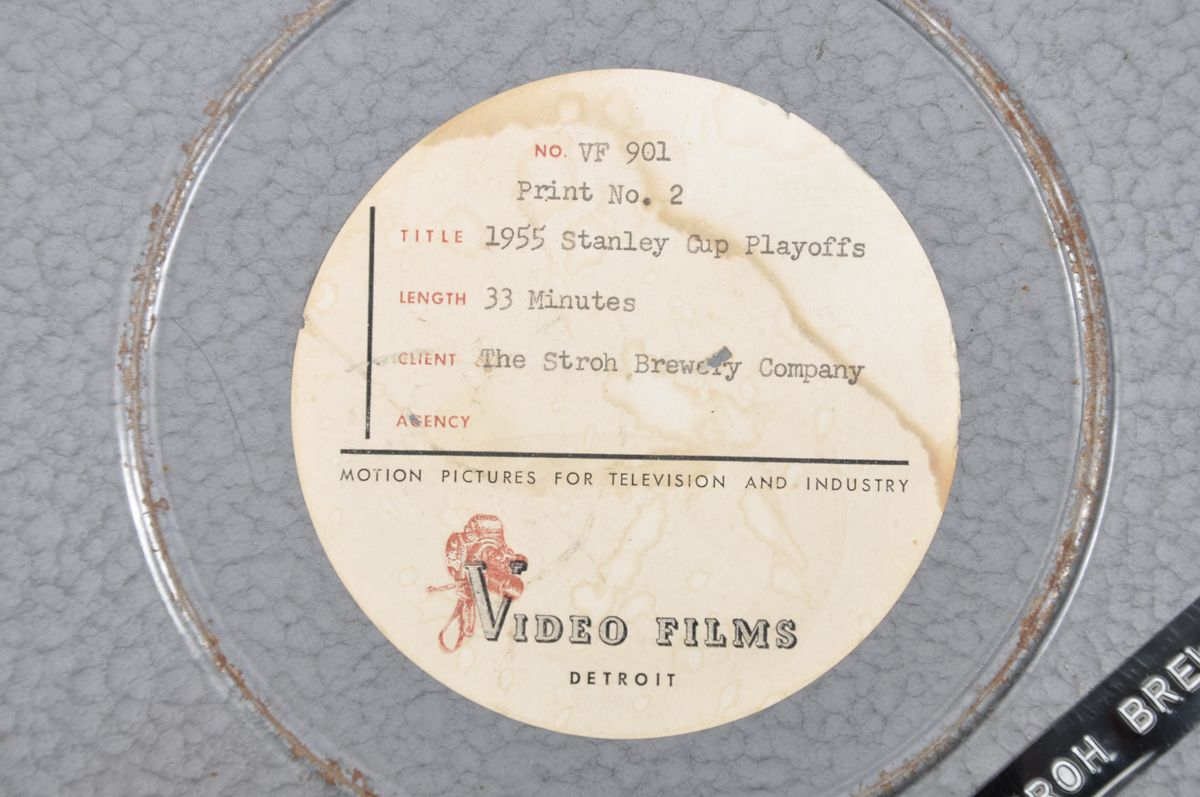 NO. VF 901
Print No. 2
TITLE 1955 Stanley Cup Playoffs
LENGTH 33 Minutes
CLIENT The Stroh Brewery Company
AGENCY
MOTION PICTURES FOR TELEVISION AND INDUSTRY
VIDEO FILMS
DETROIT
ROH BRE